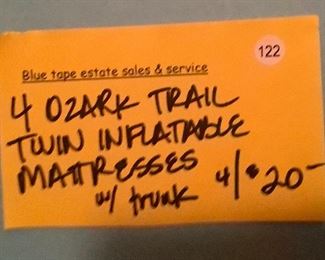 122
Blue tape estate sales & service
4 OZARK TRAIL
TWIN INFLATABLE
MATTRESSES
w/ trunk 4/$20-